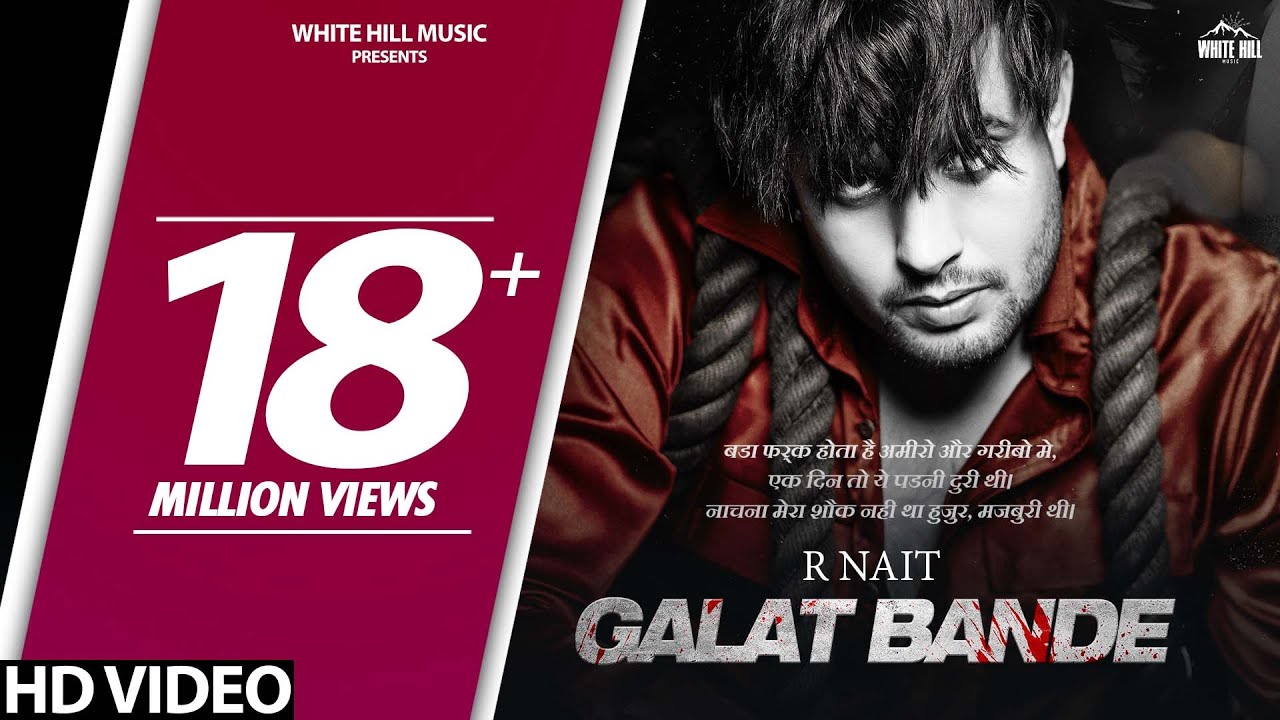 WHITE HILL MUSIC
PRESENTS
18+
MILLION VIEWS
HD VIDEO
WHITE HILL
MUSIC
बडा फर्क होता है अमीरो और गरीबो मे,
एक दिन तो ये पडनी दुरी थी।
नाचना मेरा शौक नही था हुजुर, मजबुरी थी।
R NAIT
GALAT BANDE